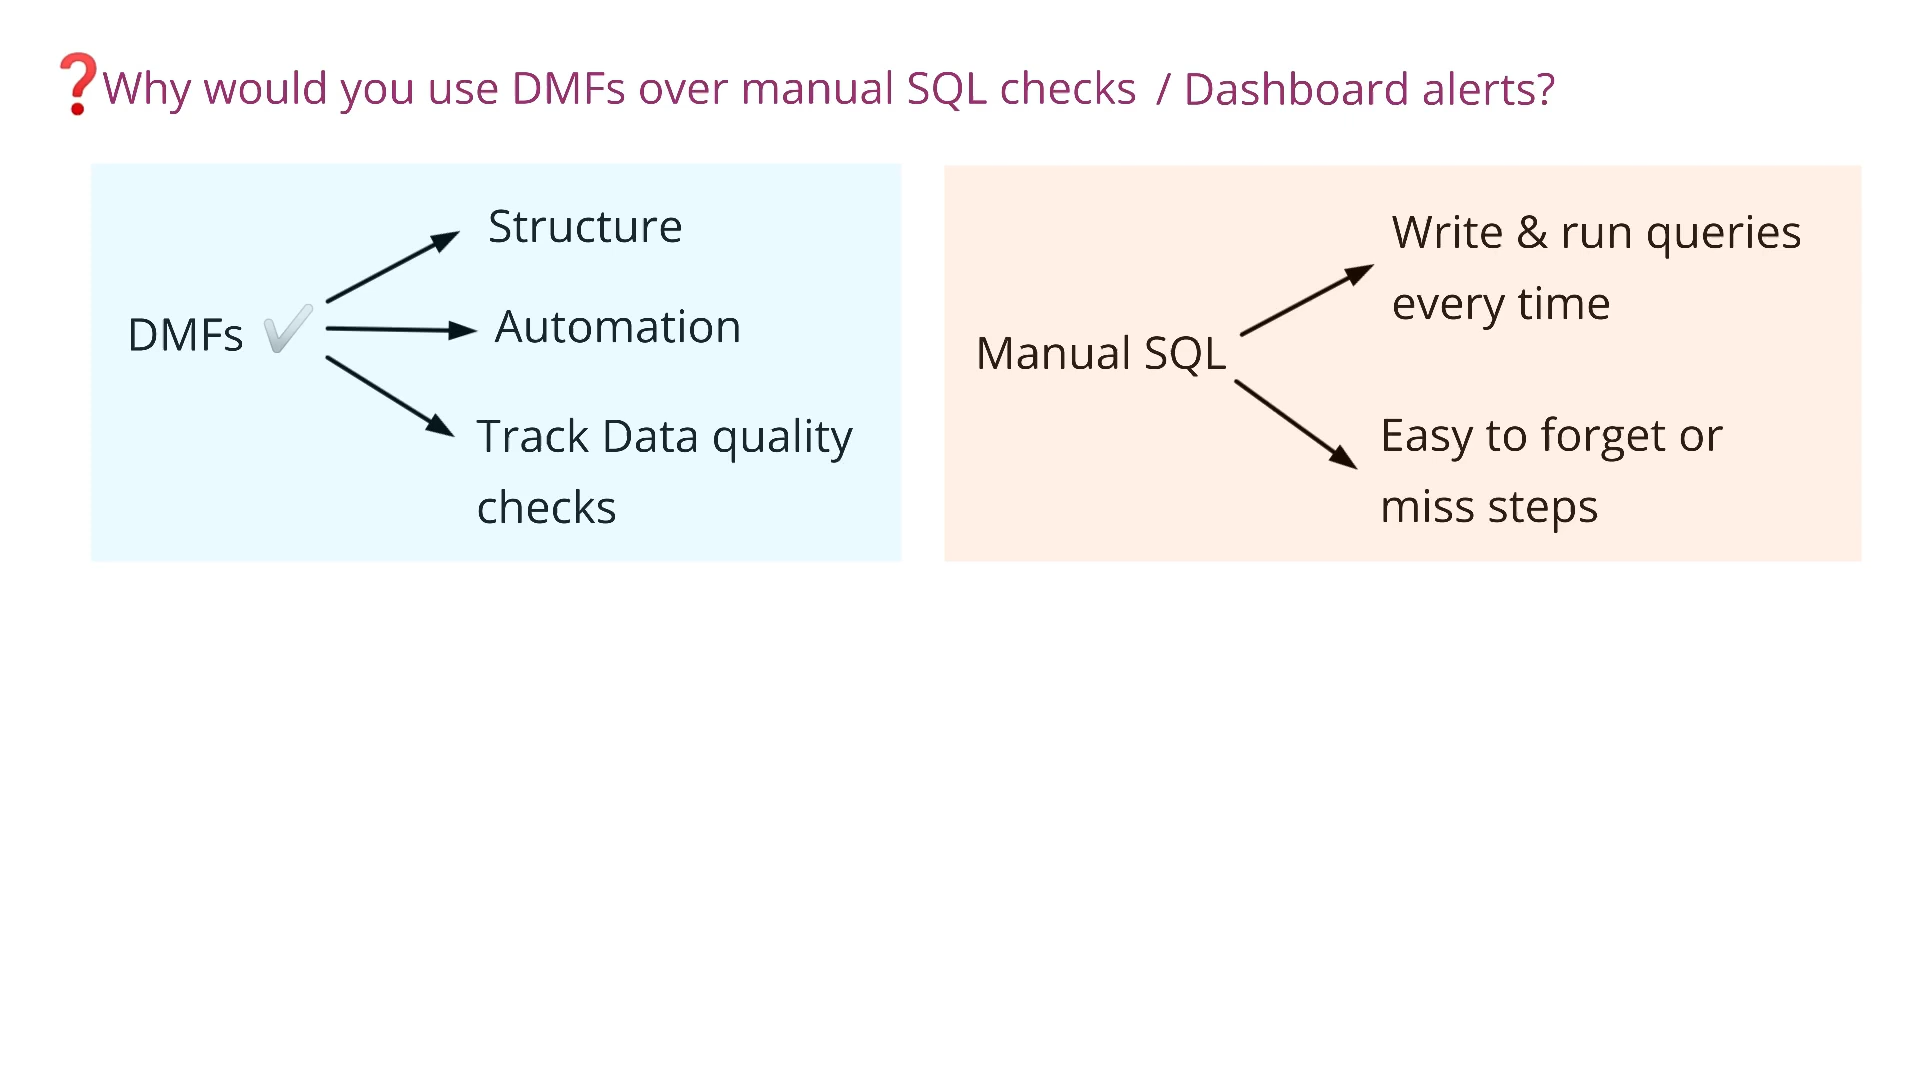 ❓Why would you use DMFs over manual SQL checks / Dashboard alerts?
DMFs ✔
Structure
Automation
Track Data quality
checks
Manual SQL
Write & run queries
every time
Easy to forget or
miss steps